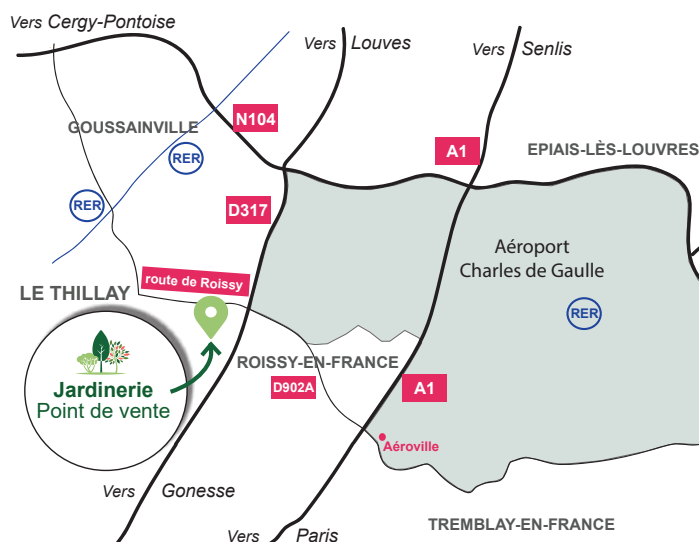 Vers Cergy-Pontoise
Vers Louves
Vers Senlis
N104
GOUSSAINVILLE
RER
A1
EPIAIS-LÈS-LOUVRES
RER
D317
Aéroport
Charles de Gaulle
route de Roissy
LE THILLAY
RER
ROISSY-EN-FRANCE
D902A
A1
Jardinerie
Point de vente
Aéroville
Vers Gonesse
Vers Paris
TREMBLAY-EN-FRANCE